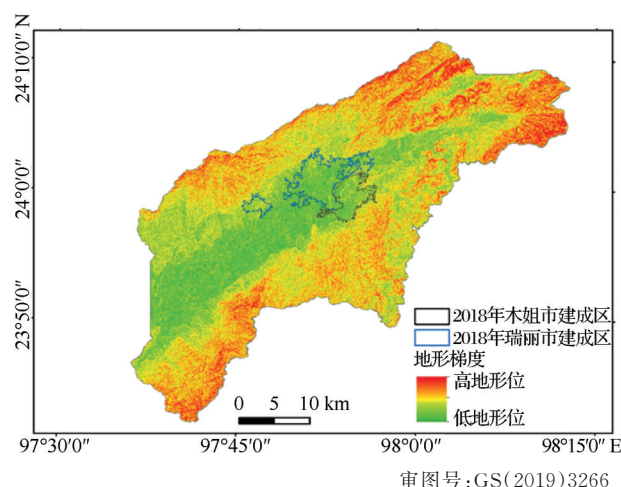 24°10′0″ N
24°0′0″
23°50′0″
2018年木姐市建成区
2018年瑞丽市建成区
地形梯度
高地形位
低地形位
0 5 10 km
97°30′0″ 97°45′0″ 98°0′0″ 98°15′0″ E
审图号:GS(2019)3266